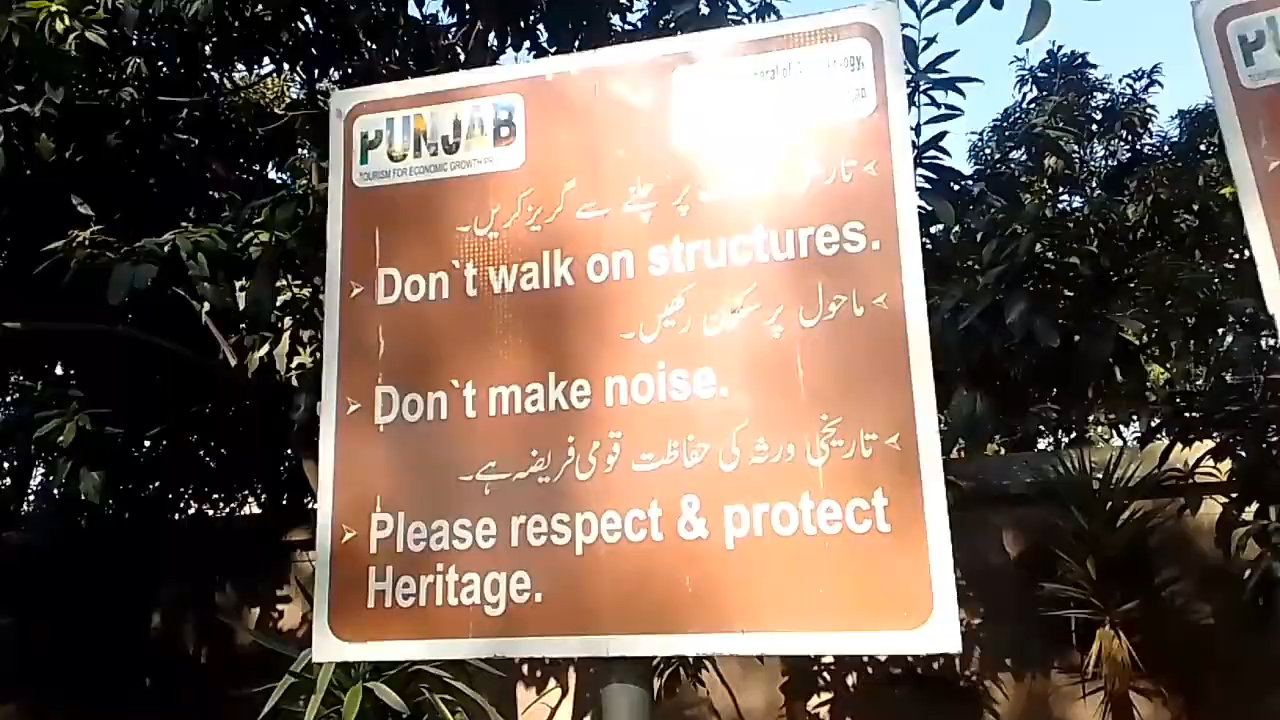 PUNJAB
TOURISM FOR ECONOMIC GROWTH
of
تاریخی پر چلنے سے گریز کریں۔
Don`t walk on structures.
ماحول پر سکون رکھیں۔
Don`t make noise.
تاریخی ورثہ کی حفاظت قومی فریضہ ہے۔
Please respect & protect
Heritage.